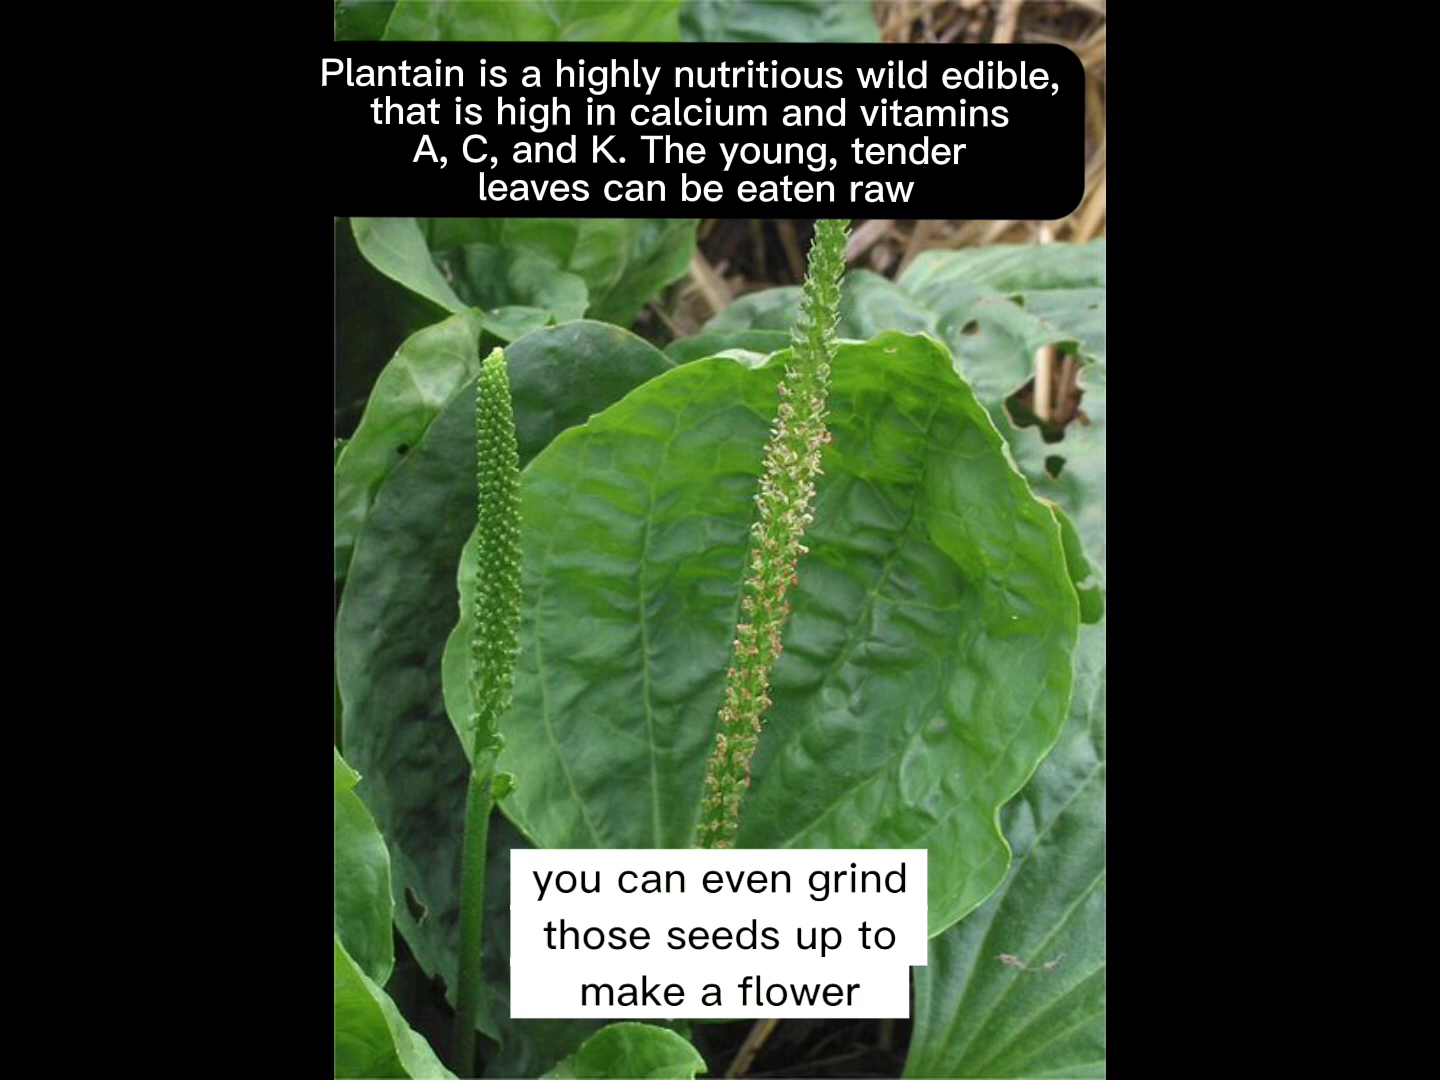 Plantain is a highly nutritious wild edible,
that is high in calcium and vitamins
A, C, and K. The young, tender
leaves can be eaten raw
you can even grind
those seeds up to
make a flower